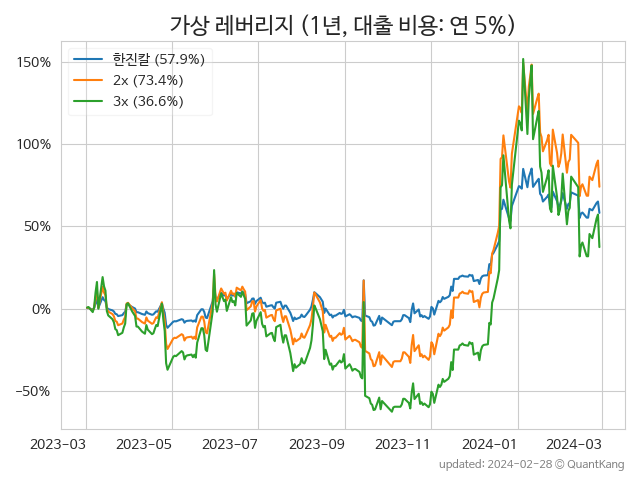 가상 레버리지 (1년, 대출 비용: 연 5%)
한진칼 (57.9%)
2x (73.4%)
3x (36.6%)
150%
100%
50%
0%
−50%
2023-03 2023-05 2023-07 2023-09 2023-11 2024-01 2024-03
updated: 2024-02-28 © QuantKang